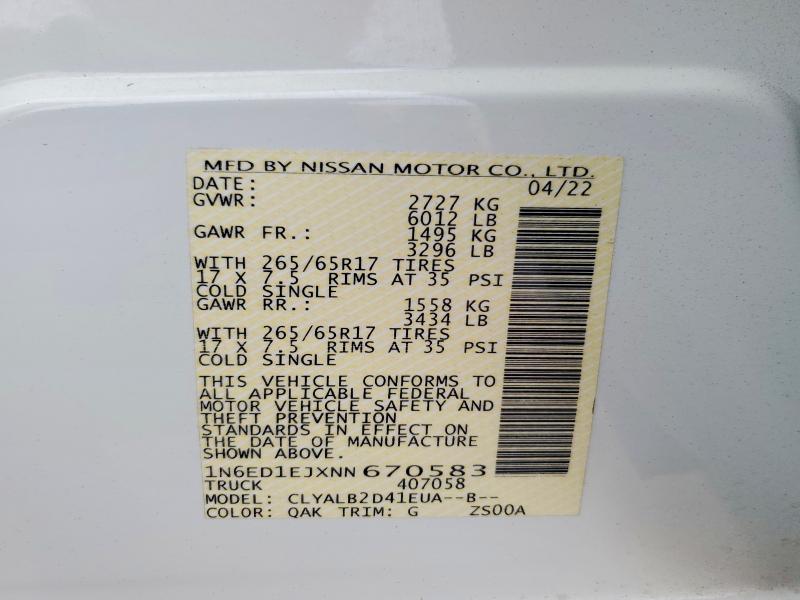 MFD BY NISSAN MOTOR CO., LTD.
DATE: 04/22
GVWR: 2727 KG
6012 LB
GAWR FR.: 1495 KG
3296 LB
WITH 265/65R17 TIRES
17 X 7.5 RIMS AT 35 PSI
COLD SINGLE
GAWR RR.: 1558 KG
3434 LB
WITH 265/65R17 TIRES
17 X 7.5 RIMS AT 35 PSI
COLD SINGLE
THIS VEHICLE CONFORMS TO
ALL APPLICABLE FEDERAL
MOTOR VEHICLE SAFETY AND
THEFT PREVENTION
STANDARDS IN EFFECT ON
THE DATE OF MANUFACTURE
SHOWN ABOVE.
1N6ED1EJXNN670583
TRUCK 407058
MODEL: CLYALB2D41EUA--B--
COLOR: QAK TRIM: G ZS00A